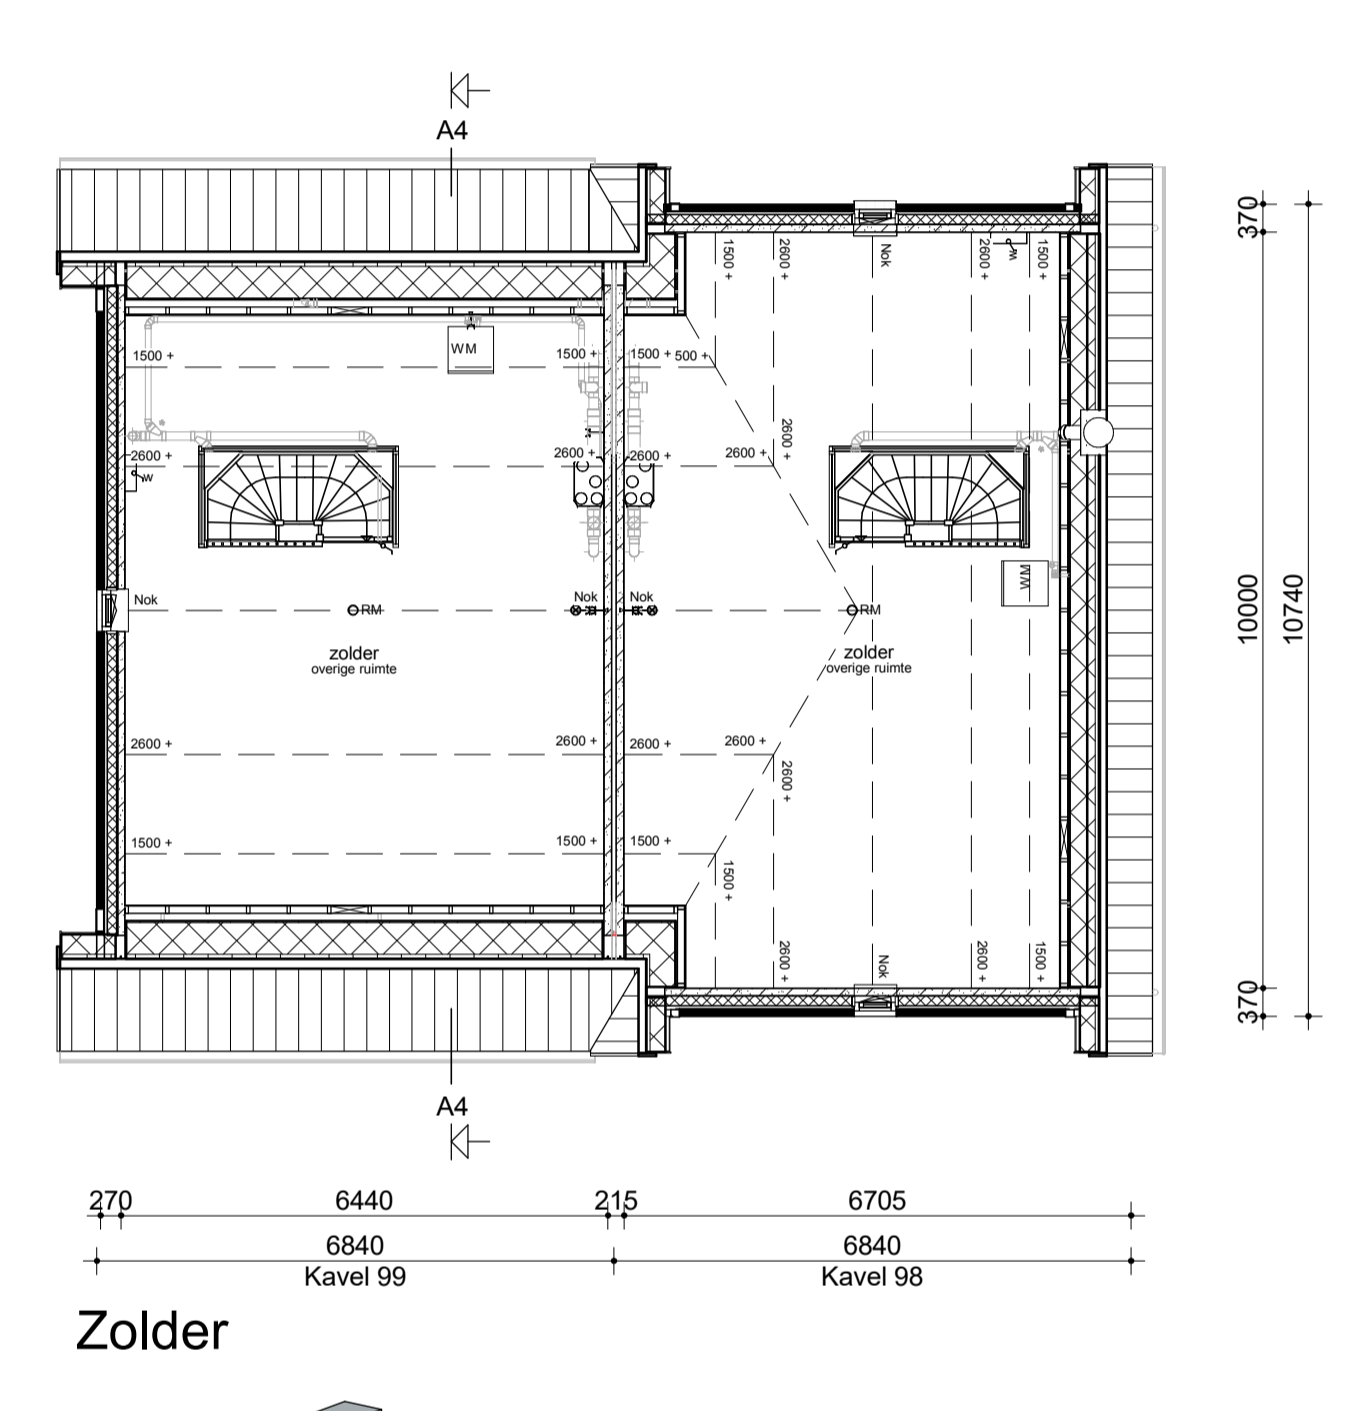 A4
370
1500 +
2600 +
Nok
2600 +
1500 +
W
WM
1500 +
1500 +
1500 +
500 +
2600 +
2600 +
2600 +
2600 +
2600 +
W
WM
Nok
RM
Nok
Nok
RM
zolder
overige ruimte
zolder
overige ruimte
10000
10740
2600 +
2600 +
2600 +
2600 +
2600 +
1500 +
1500 +
1500 +
1500 +
2600 +
Nok
2600 +
1500 +
370
A4
270
6440
215
6705
6840
6840
Kavel 99
Kavel 98
Zolder